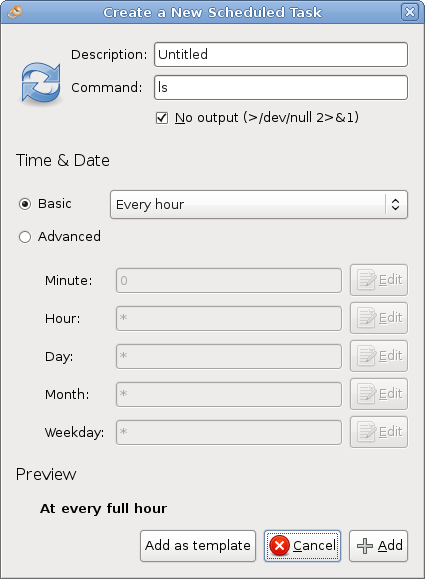 Create a New Scheduled Task
Description: Untitled
Command: ls
No output (>/dev/null 2>&1)
Time & Date
Basic Every hour
Advanced
Minute: 0 Edit
Hour: * Edit
Day: * Edit
Month: * Edit
Weekday: * Edit
Preview
At every full hour
Add as template Cancel Add